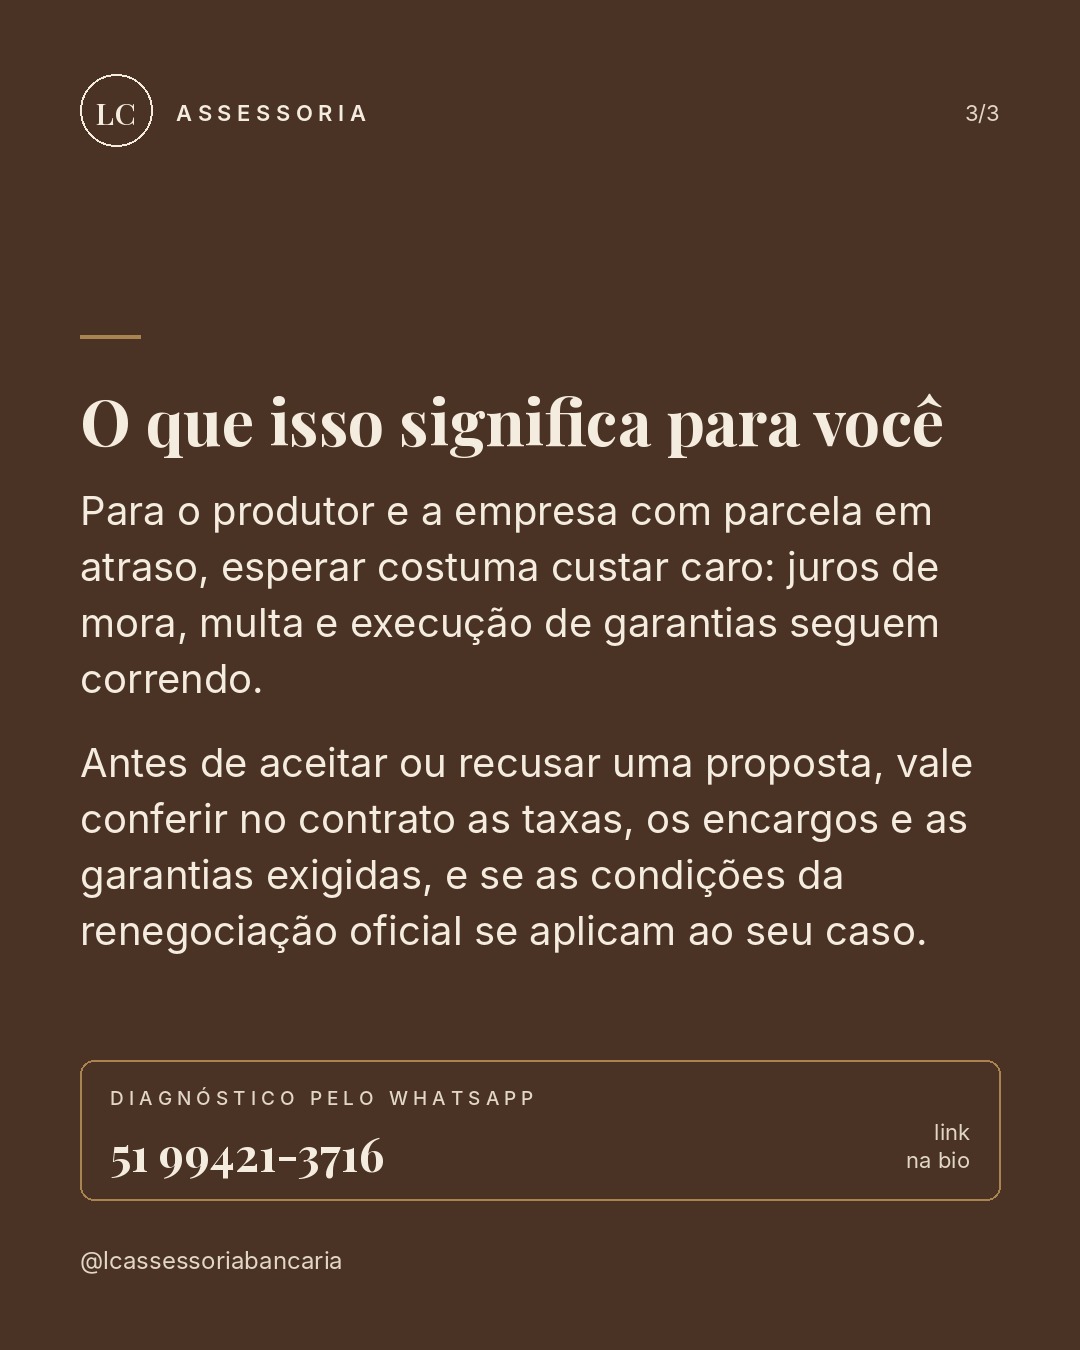 LC ASSESSORIA
3/3
O que isso significa para você
Para o produtor e a empresa com parcela em
atraso, esperar costuma custar caro: juros de
mora, multa e execução de garantias seguem
correndo.
Antes de aceitar ou recusar uma proposta, vale
conferir no contrato as taxas, os encargos e as
garantias exigidas, e se as condições da
renegociação oficial se aplicam ao seu caso.
DIAGNÓSTICO PELO WHATSAPP
51 99421-3716
link
na bio
@lcassessoriabancaria